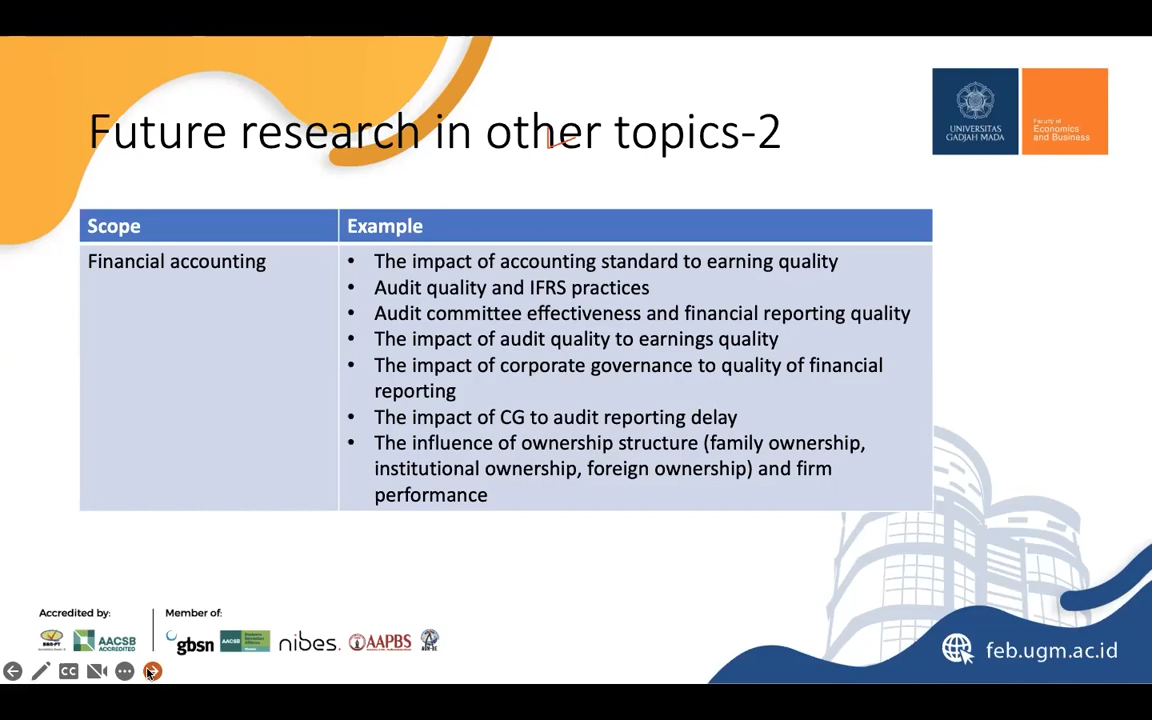 Future research in other topics-2
UNIVERSITAS
GADJAH MADA
Faculty of
Economics
and Business
Scope
Example
Financial accounting
• The impact of accounting standard to earning quality
• Audit quality and IFRS practices
• Audit committee effectiveness and financial reporting quality
• The impact of audit quality to earnings quality
• The impact of corporate governance to quality of financial
reporting
• The impact of CG to audit reporting delay
• The influence of ownership structure (family ownership,
institutional ownership, foreign ownership) and firm
performance
Accredited by:
Member of:
AACSB
ACCREDITED
gbsn
AACSB
nibes.
AAPBS
feb.ugm.ac.id
CC